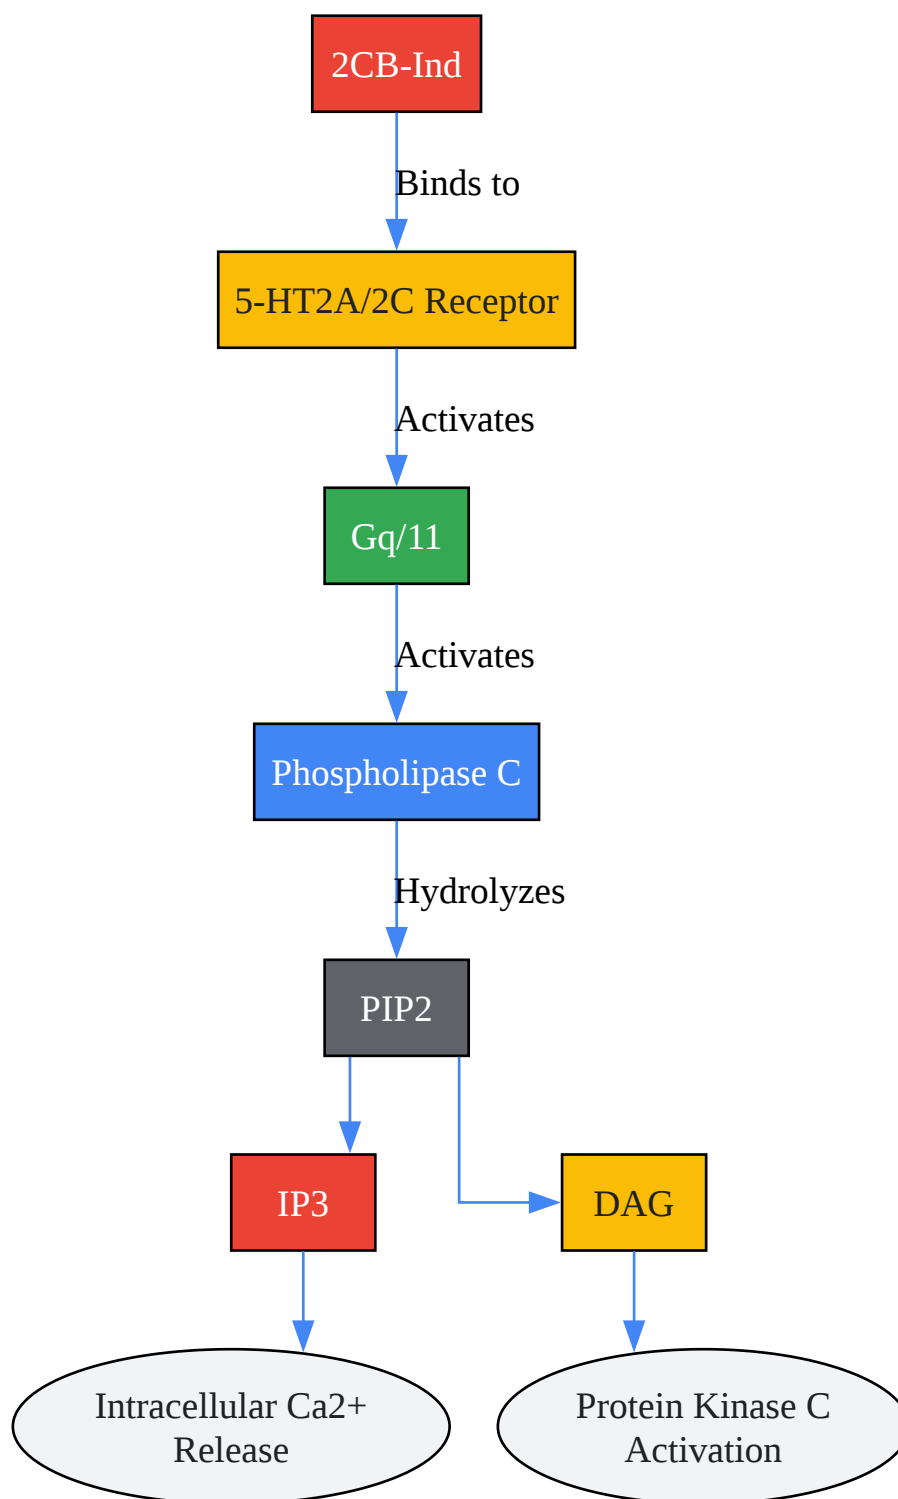 2CB-Ind
Binds to
5-HT2A/2C Receptor
Activates
Gq/11
Activates
Phospholipase C
Hydrolyzes
PIP2
IP3
DAG
Intracellular Ca2+
Release
Protein Kinase C
Activation